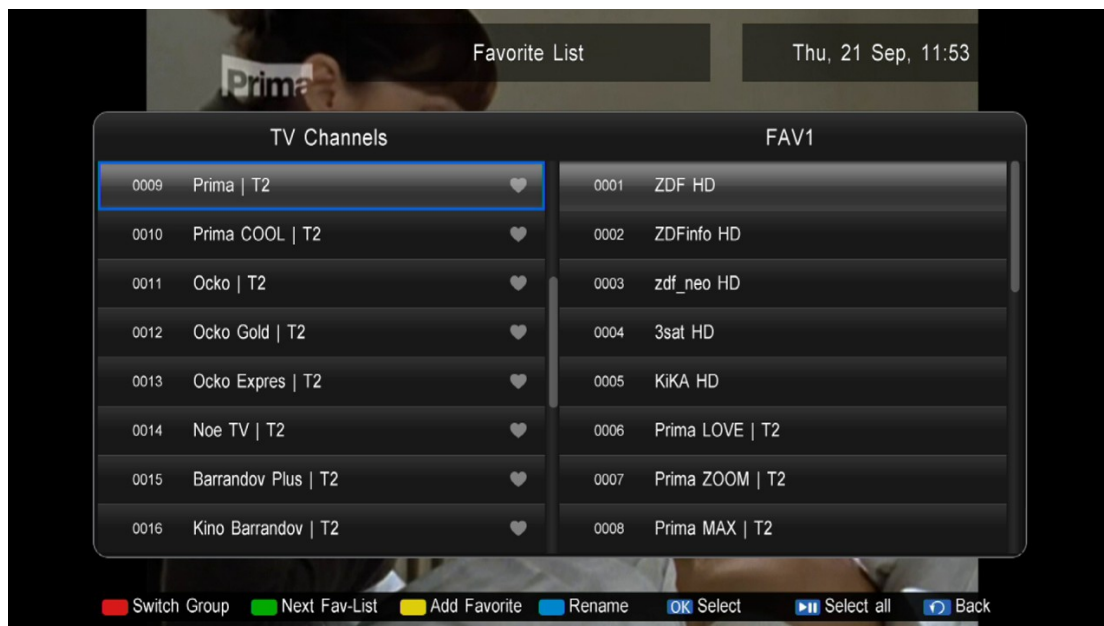 Favorite List
Thu, 21 Sep, 11:53
Prima
TV Channels
FAV1
0009 Prima | T2
0001 ZDF HD
0010 Prima COOL | T2
0002 ZDFinfo HD
0011 Ocko | T2
0003 zdf_neo HD
0012 Ocko Gold | T2
0004 3sat HD
0013 Ocko Expres | T2
0005 KiKA HD
0014 Noe TV | T2
0006 Prima LOVE | T2
0015 Barrandov Plus | T2
0007 Prima ZOOM | T2
0016 Kino Barrandov | T2
0008 Prima MAX | T2
Switch Group Next Fav-List Add Favorite Rename OK Select Select all Back